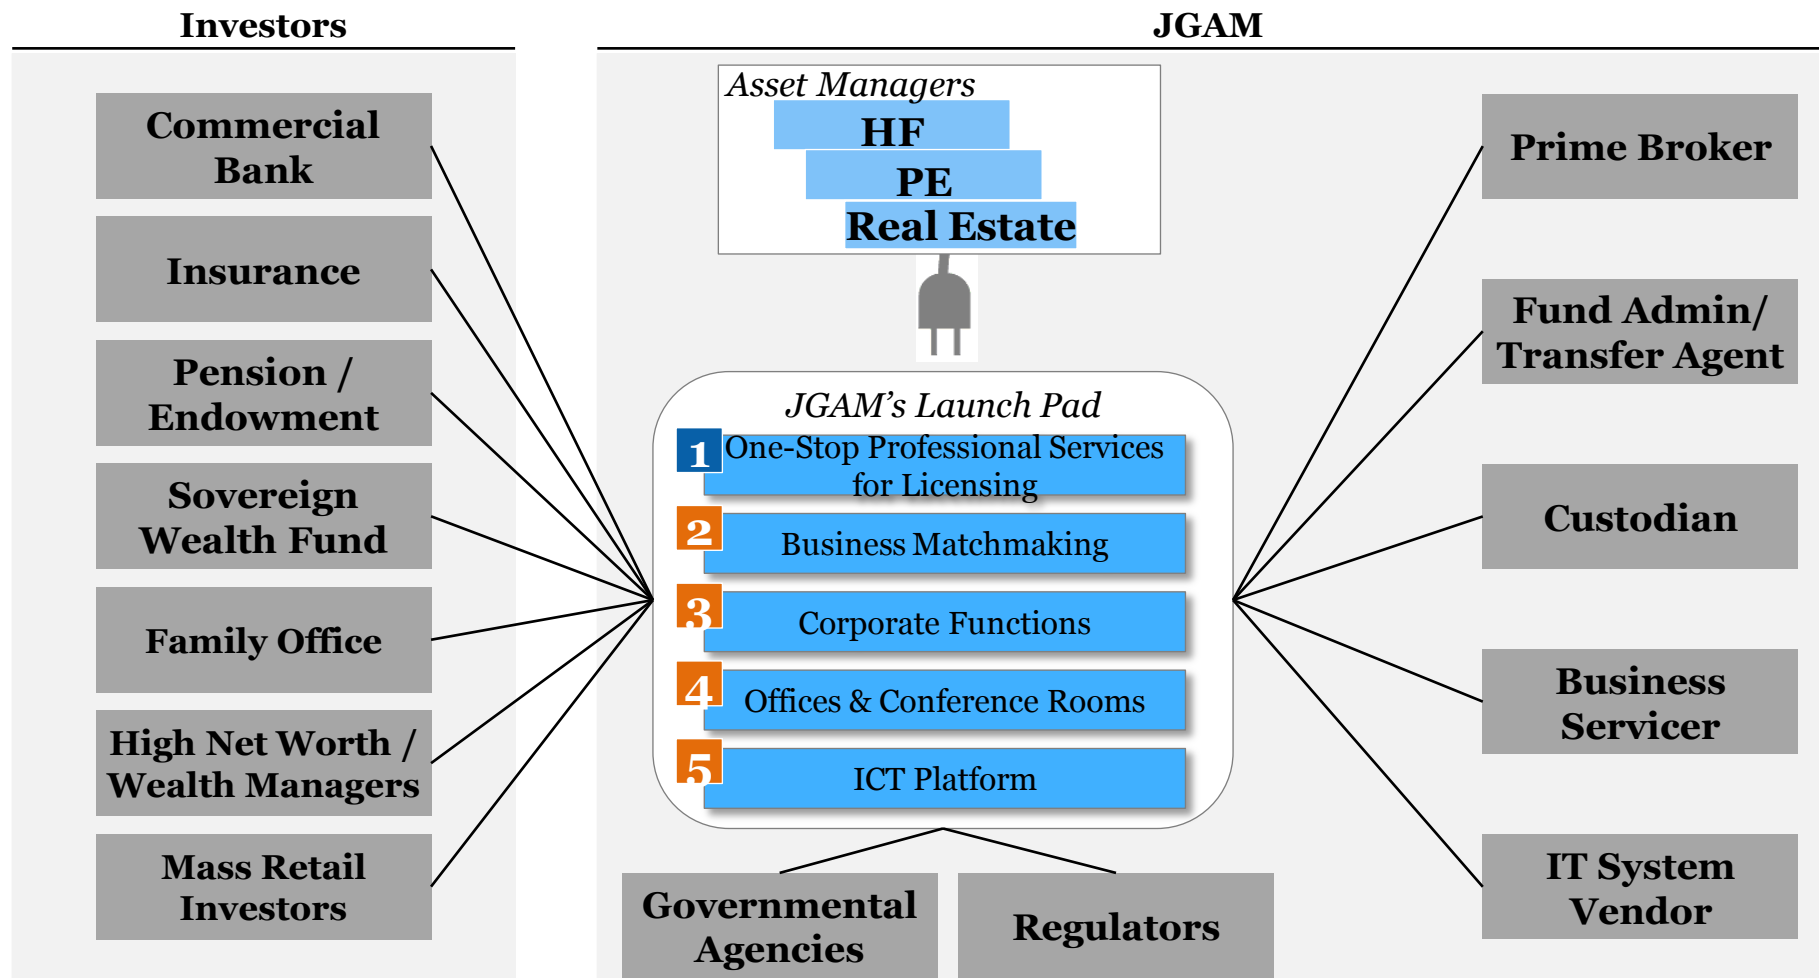 Investors
Commercial
Bank
Insurance
Pension /
Endowment
Sovereign
Wealth Fund
Family Office
High Net Worth /
Wealth Managers
Mass Retail
Investors
JGAM
Asset Managers
HF
PE
Real Estate
JGAM’s Launch Pad
1 One-Stop Professional Services
for Licensing
2 Business Matchmaking
3 Corporate Functions
4 Offices & Conference Rooms
5 ICT Platform
Governmental
Agencies
Regulators
Prime Broker
Fund Admin/
Transfer Agent
Custodian
Business
Servicer
IT System
Vendor